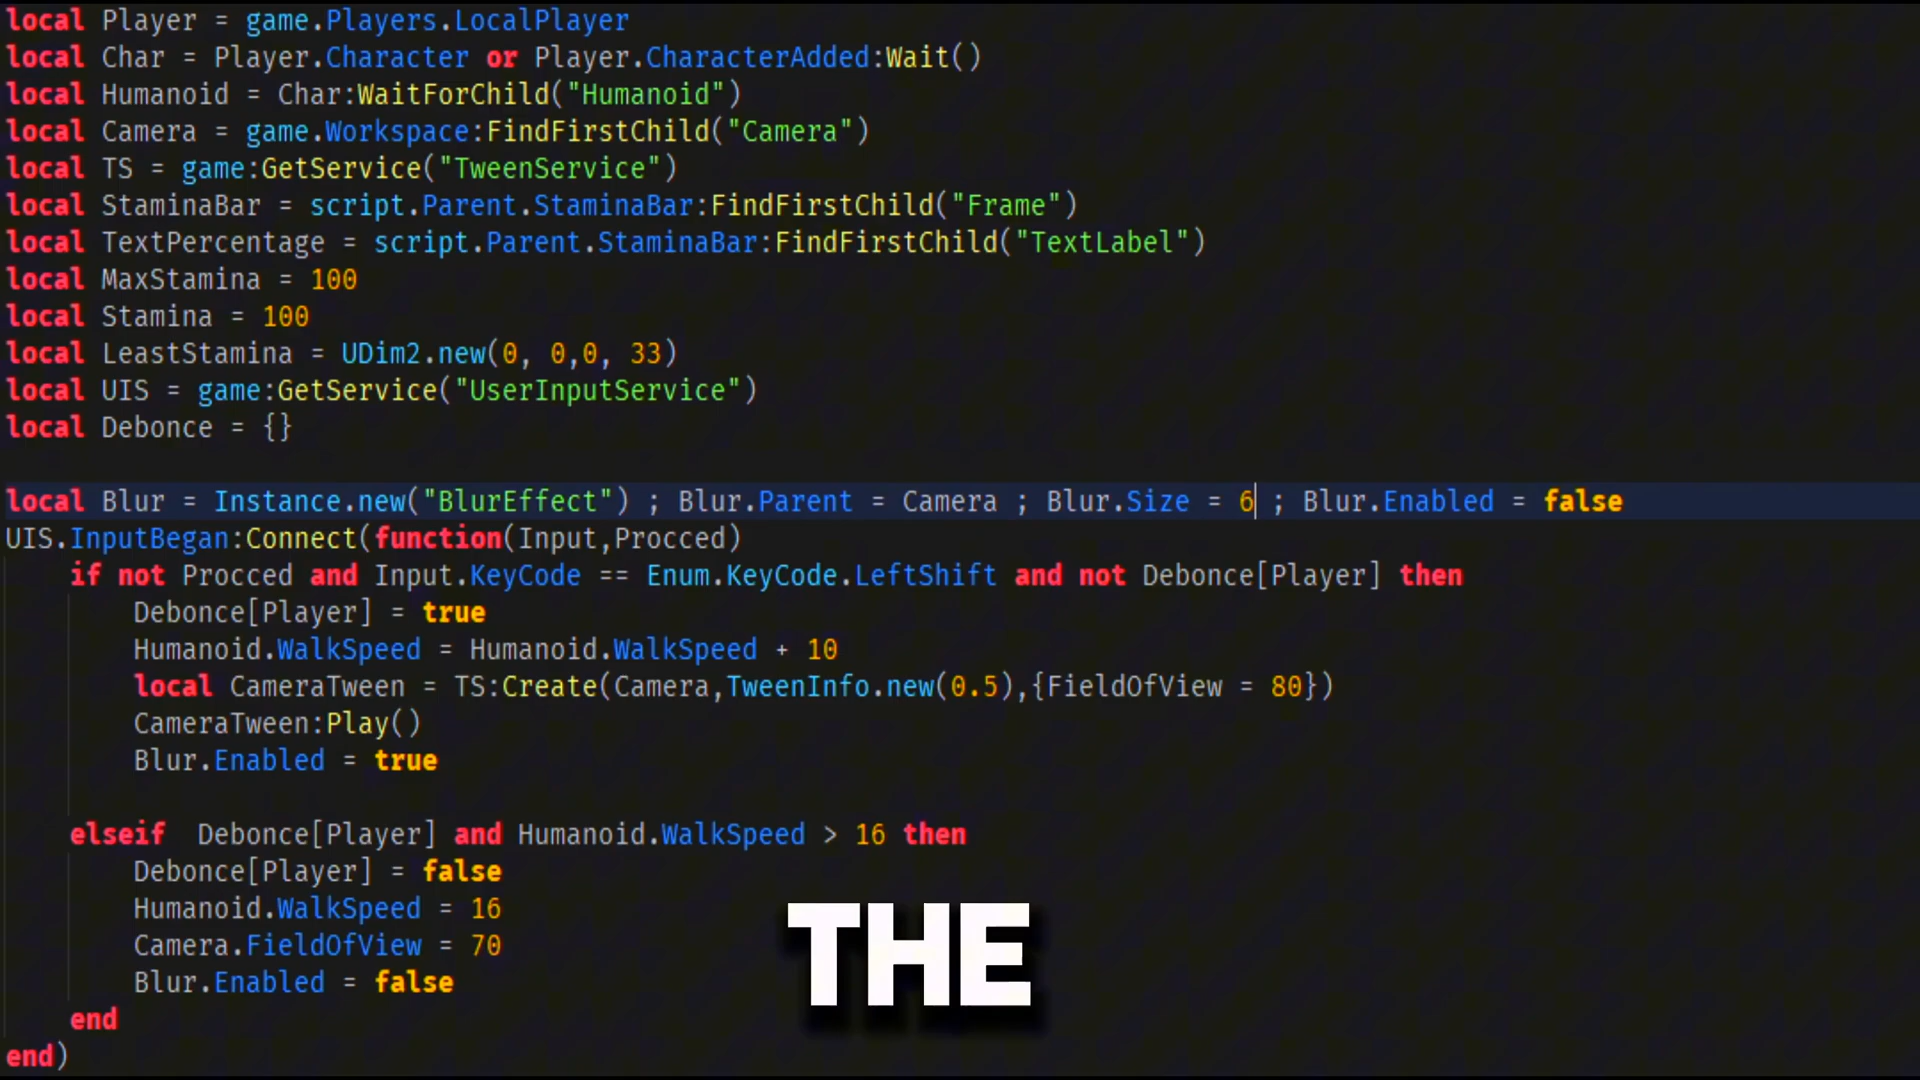 local Player = game.Players.LocalPlayer
local Char = Player.Character or Player.CharacterAdded:Wait()
local Humanoid = Char:WaitForChild("Humanoid")
local Camera = game.Workspace:FindFirstChild("Camera")
local TS = game:GetService("TweenService")
local StaminaBar = script.Parent.StaminaBar:FindFirstChild("Frame")
local TextPercentage = script.Parent.StaminaBar:FindFirstChild("TextLabel")
local MaxStamina = 100
local Stamina = 100
local LeastStamina = UDim2.new(0, 0,0, 33)
local UIS = game:GetService("UserInputService")
local Debonce = {}
local Blur = Instance.new("BlurEffect") ; Blur.Parent = Camera ; Blur.Size = 6 ; Blur.Enabled = false
UIS.InputBegan:Connect(function(Input,Procced)
if not Procced and Input.KeyCode == Enum.KeyCode.LeftShift and not Debonce[Player] then
Debonce[Player] = true
Humanoid.WalkSpeed = Humanoid.WalkSpeed + 10
local CameraTween = TS:Create(Camera,TweenInfo.new(0.5),{FieldOfView = 80})
CameraTween:Play()
Blur.Enabled = true
elseif  Debonce[Player] and Humanoid.WalkSpeed > 16 then
Debonce[Player] = false
Humanoid.WalkSpeed = 16
Camera.FieldOfView = 70
Blur.Enabled = false
end
end)
THE